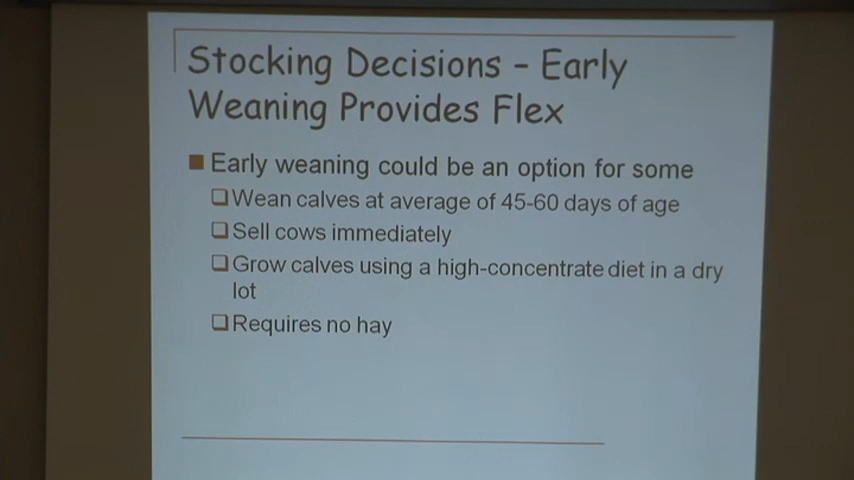 Stocking Decisions – Early
Weaning Provides Flex
Early weaning could be an option for some
Wean calves at average of 45-60 days of age
Sell cows immediately
Grow calves using a high-concentrate diet in a dry
lot
Requires no hay